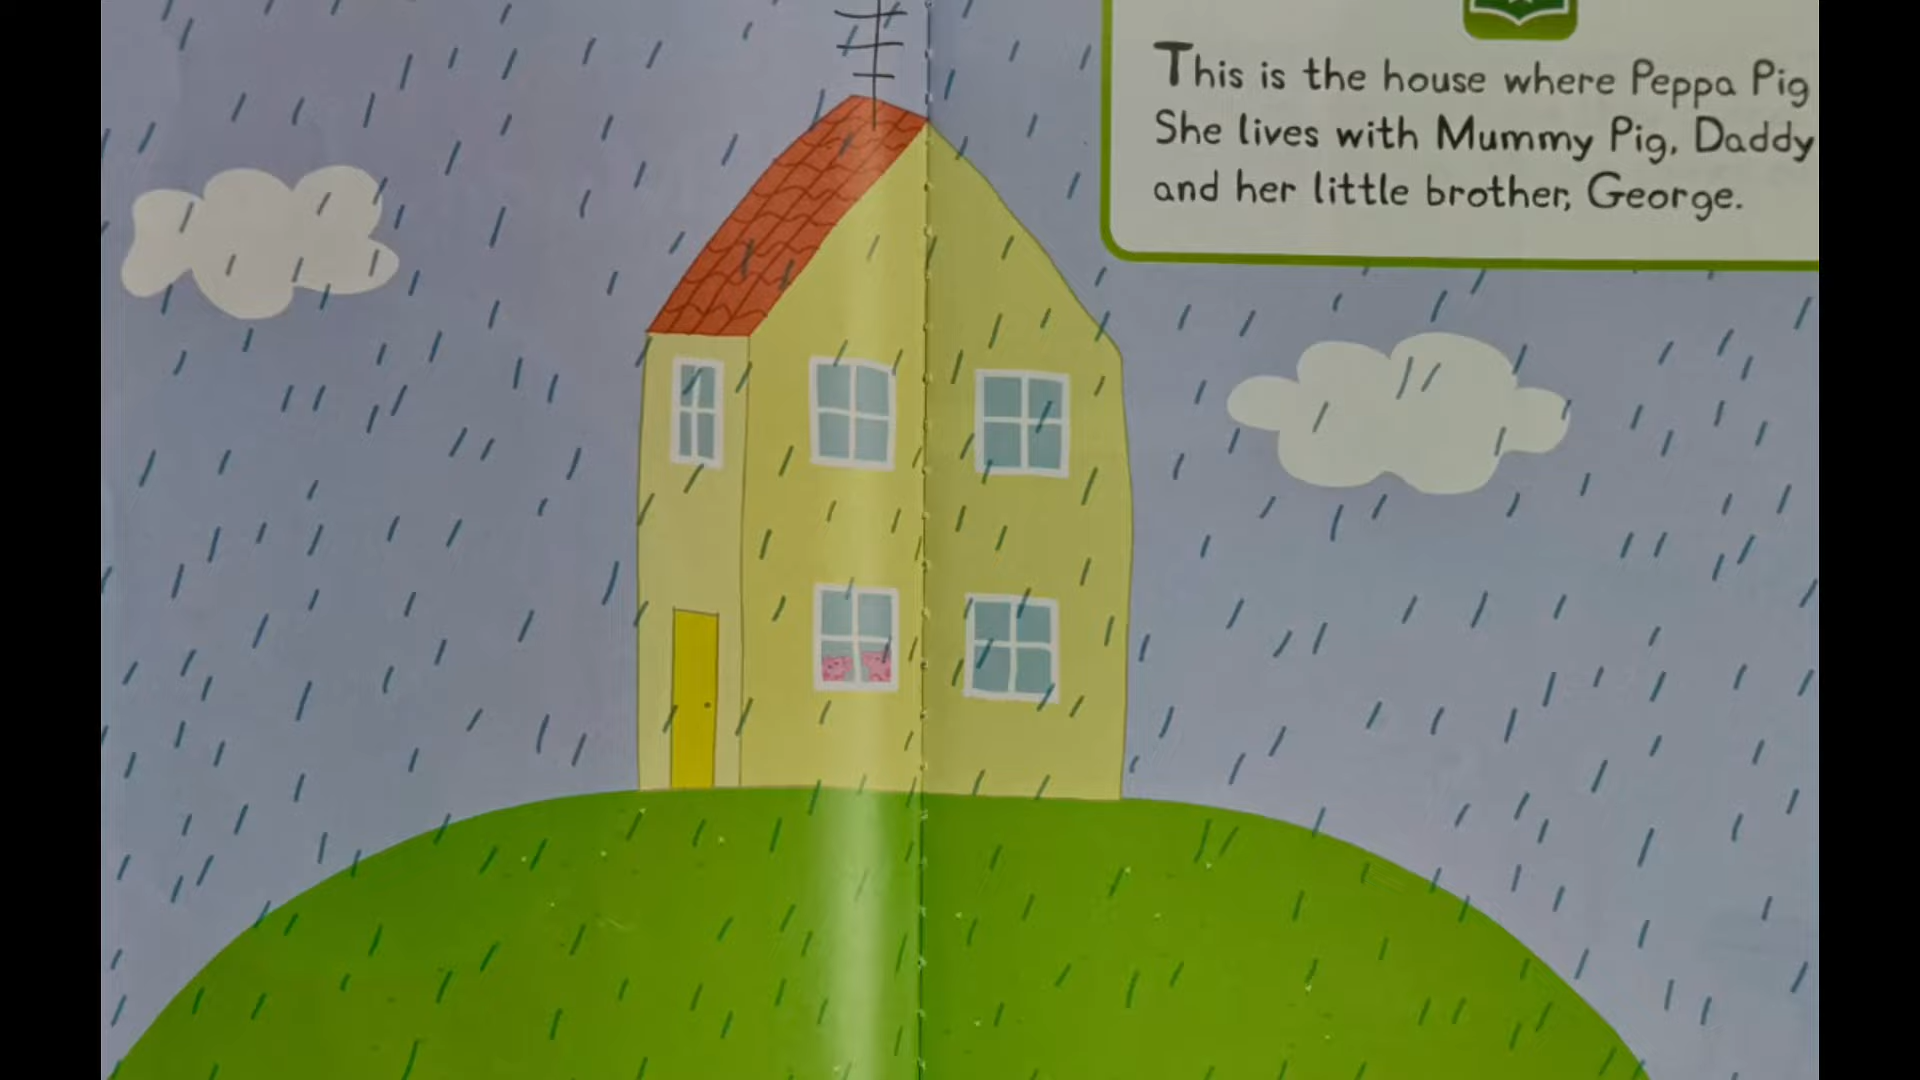 This is the house where Peppa Pig
She lives with Mummy Pig, Daddy
and her little brother, George.